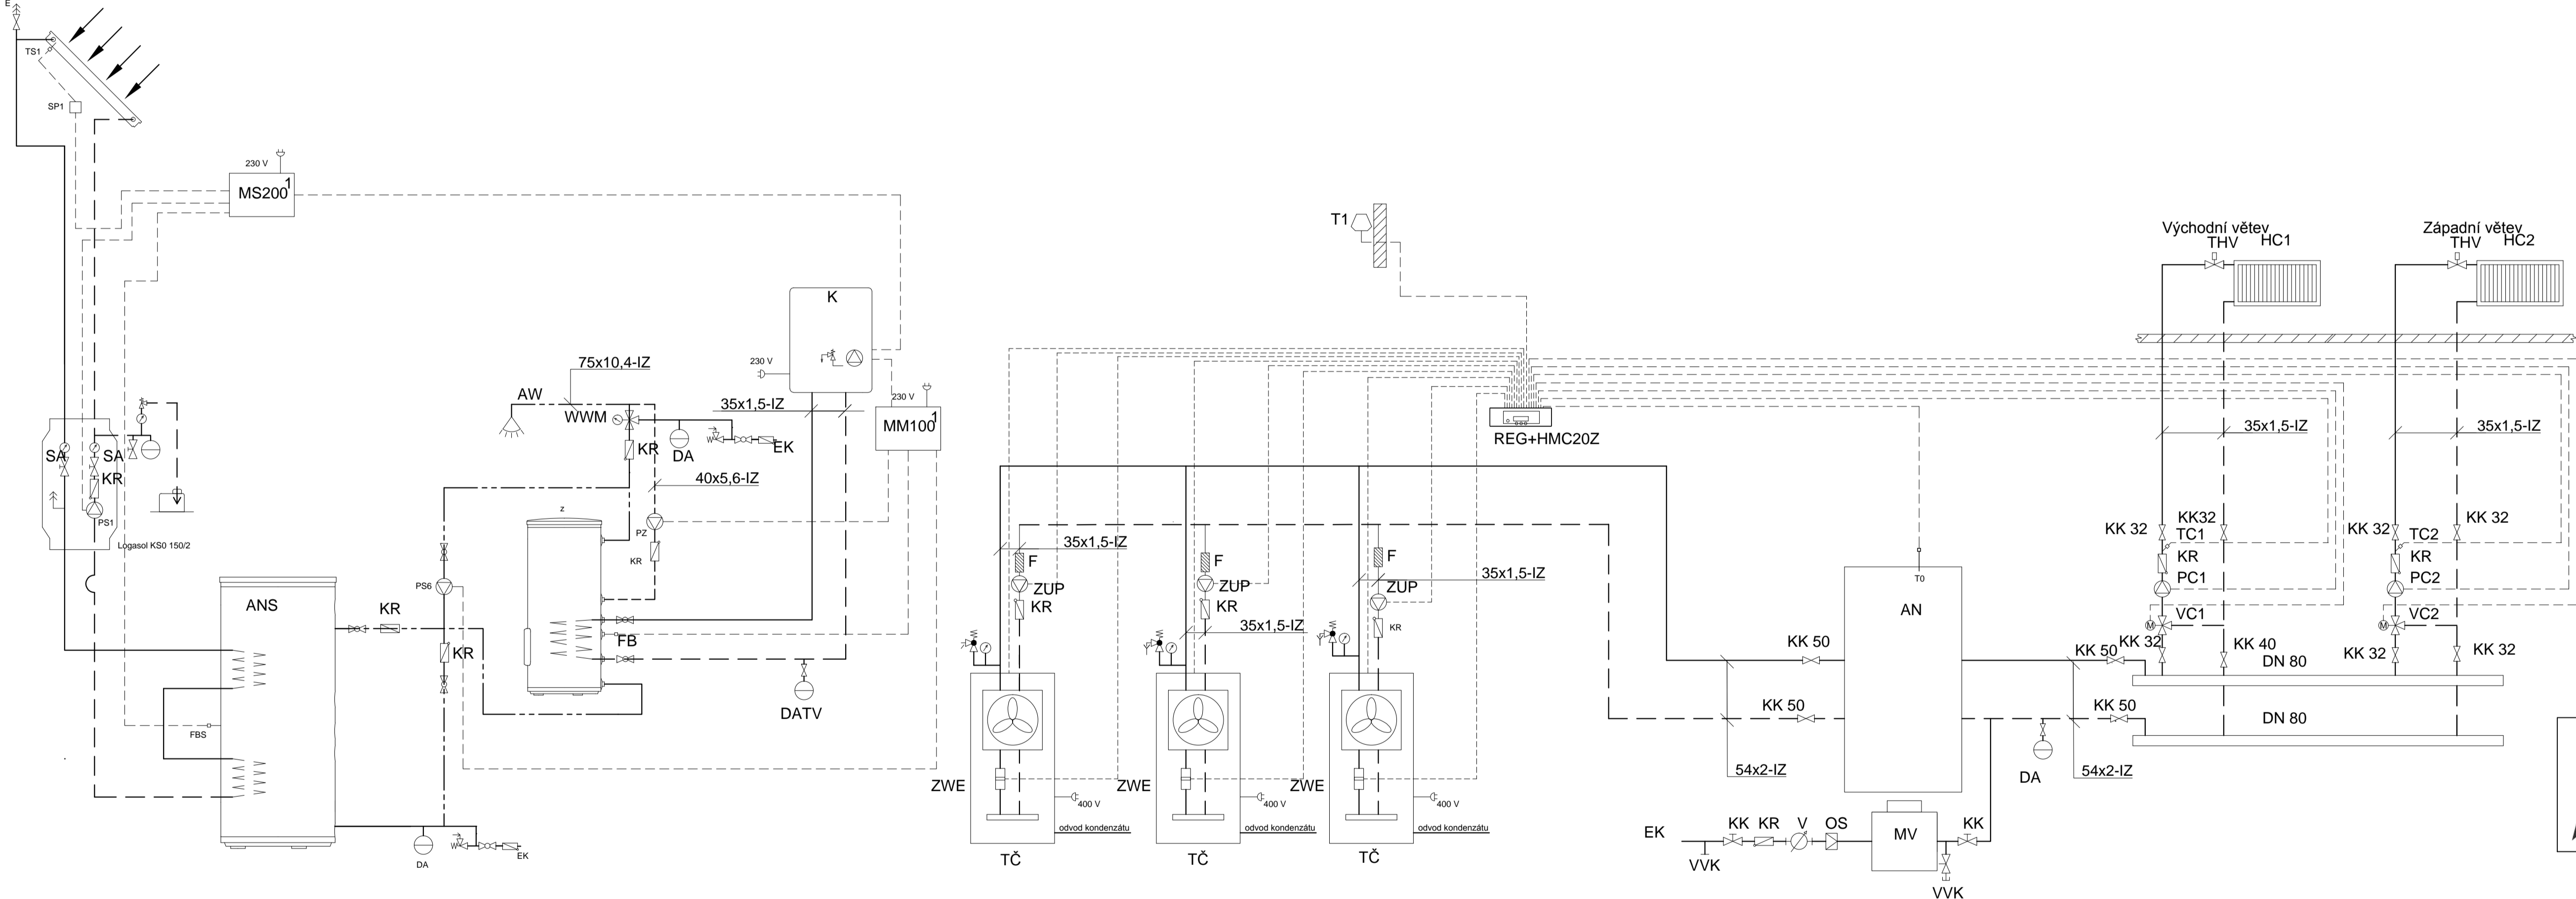 E
TS1
SP1
230 V
MS200
1
SA
SA
KR
PS1
Logasol KS0 150/2
ANS
FBS
KR
PS6
KR
DA
W
EK
75x10,4-IZ
AW
WWM
KR
DA
W
EK
40x5,6-IZ
z
PZ
KR
FB
DATV
K
230 V
35x1,5-IZ
230 V
MM100
1
T1
REG+HMC20Z
35x1,5-IZ
F
ZUP
KR
ZWE
400 V
odvod kondenzátu
TČ
F
ZUP
KR
35x1,5-IZ
ZWE
400 V
odvod kondenzátu
TČ
F
ZUP
KR
35x1,5-IZ
ZWE
400 V
odvod kondenzátu
TČ
KK 50
KK 50
54x2-IZ
T0
AN
KK 50
KK 50
DA
54x2-IZ
EK
VVK
KK
KR
V
OS
MV
KK
VVK
Východní větev
THV
HC1
35x1,5-IZ
KK 32
KK32
TC1
KR
PC1
M
VC1
KK 32
KK 40
DN 80
DN 80
Západní větev
THV
HC2
35x1,5-IZ
KK 32
KK 32
TC2
KR
PC2
M
VC2
KK 32
KK 32